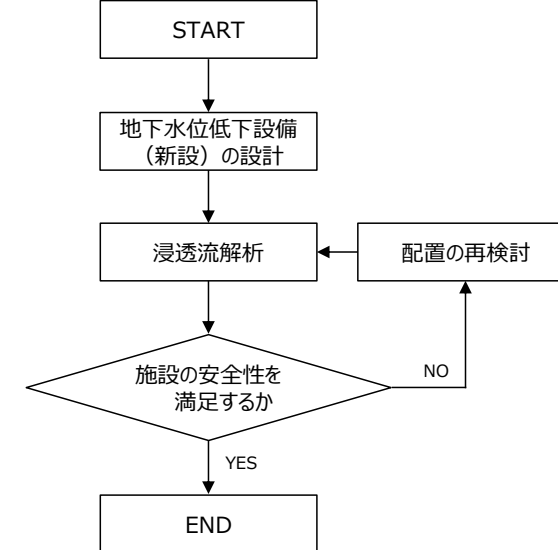 START
地下水位低下設備
（新設）の設計
浸透流解析
配置の再検討
施設の安全性を
満足するか
NO
YES
END